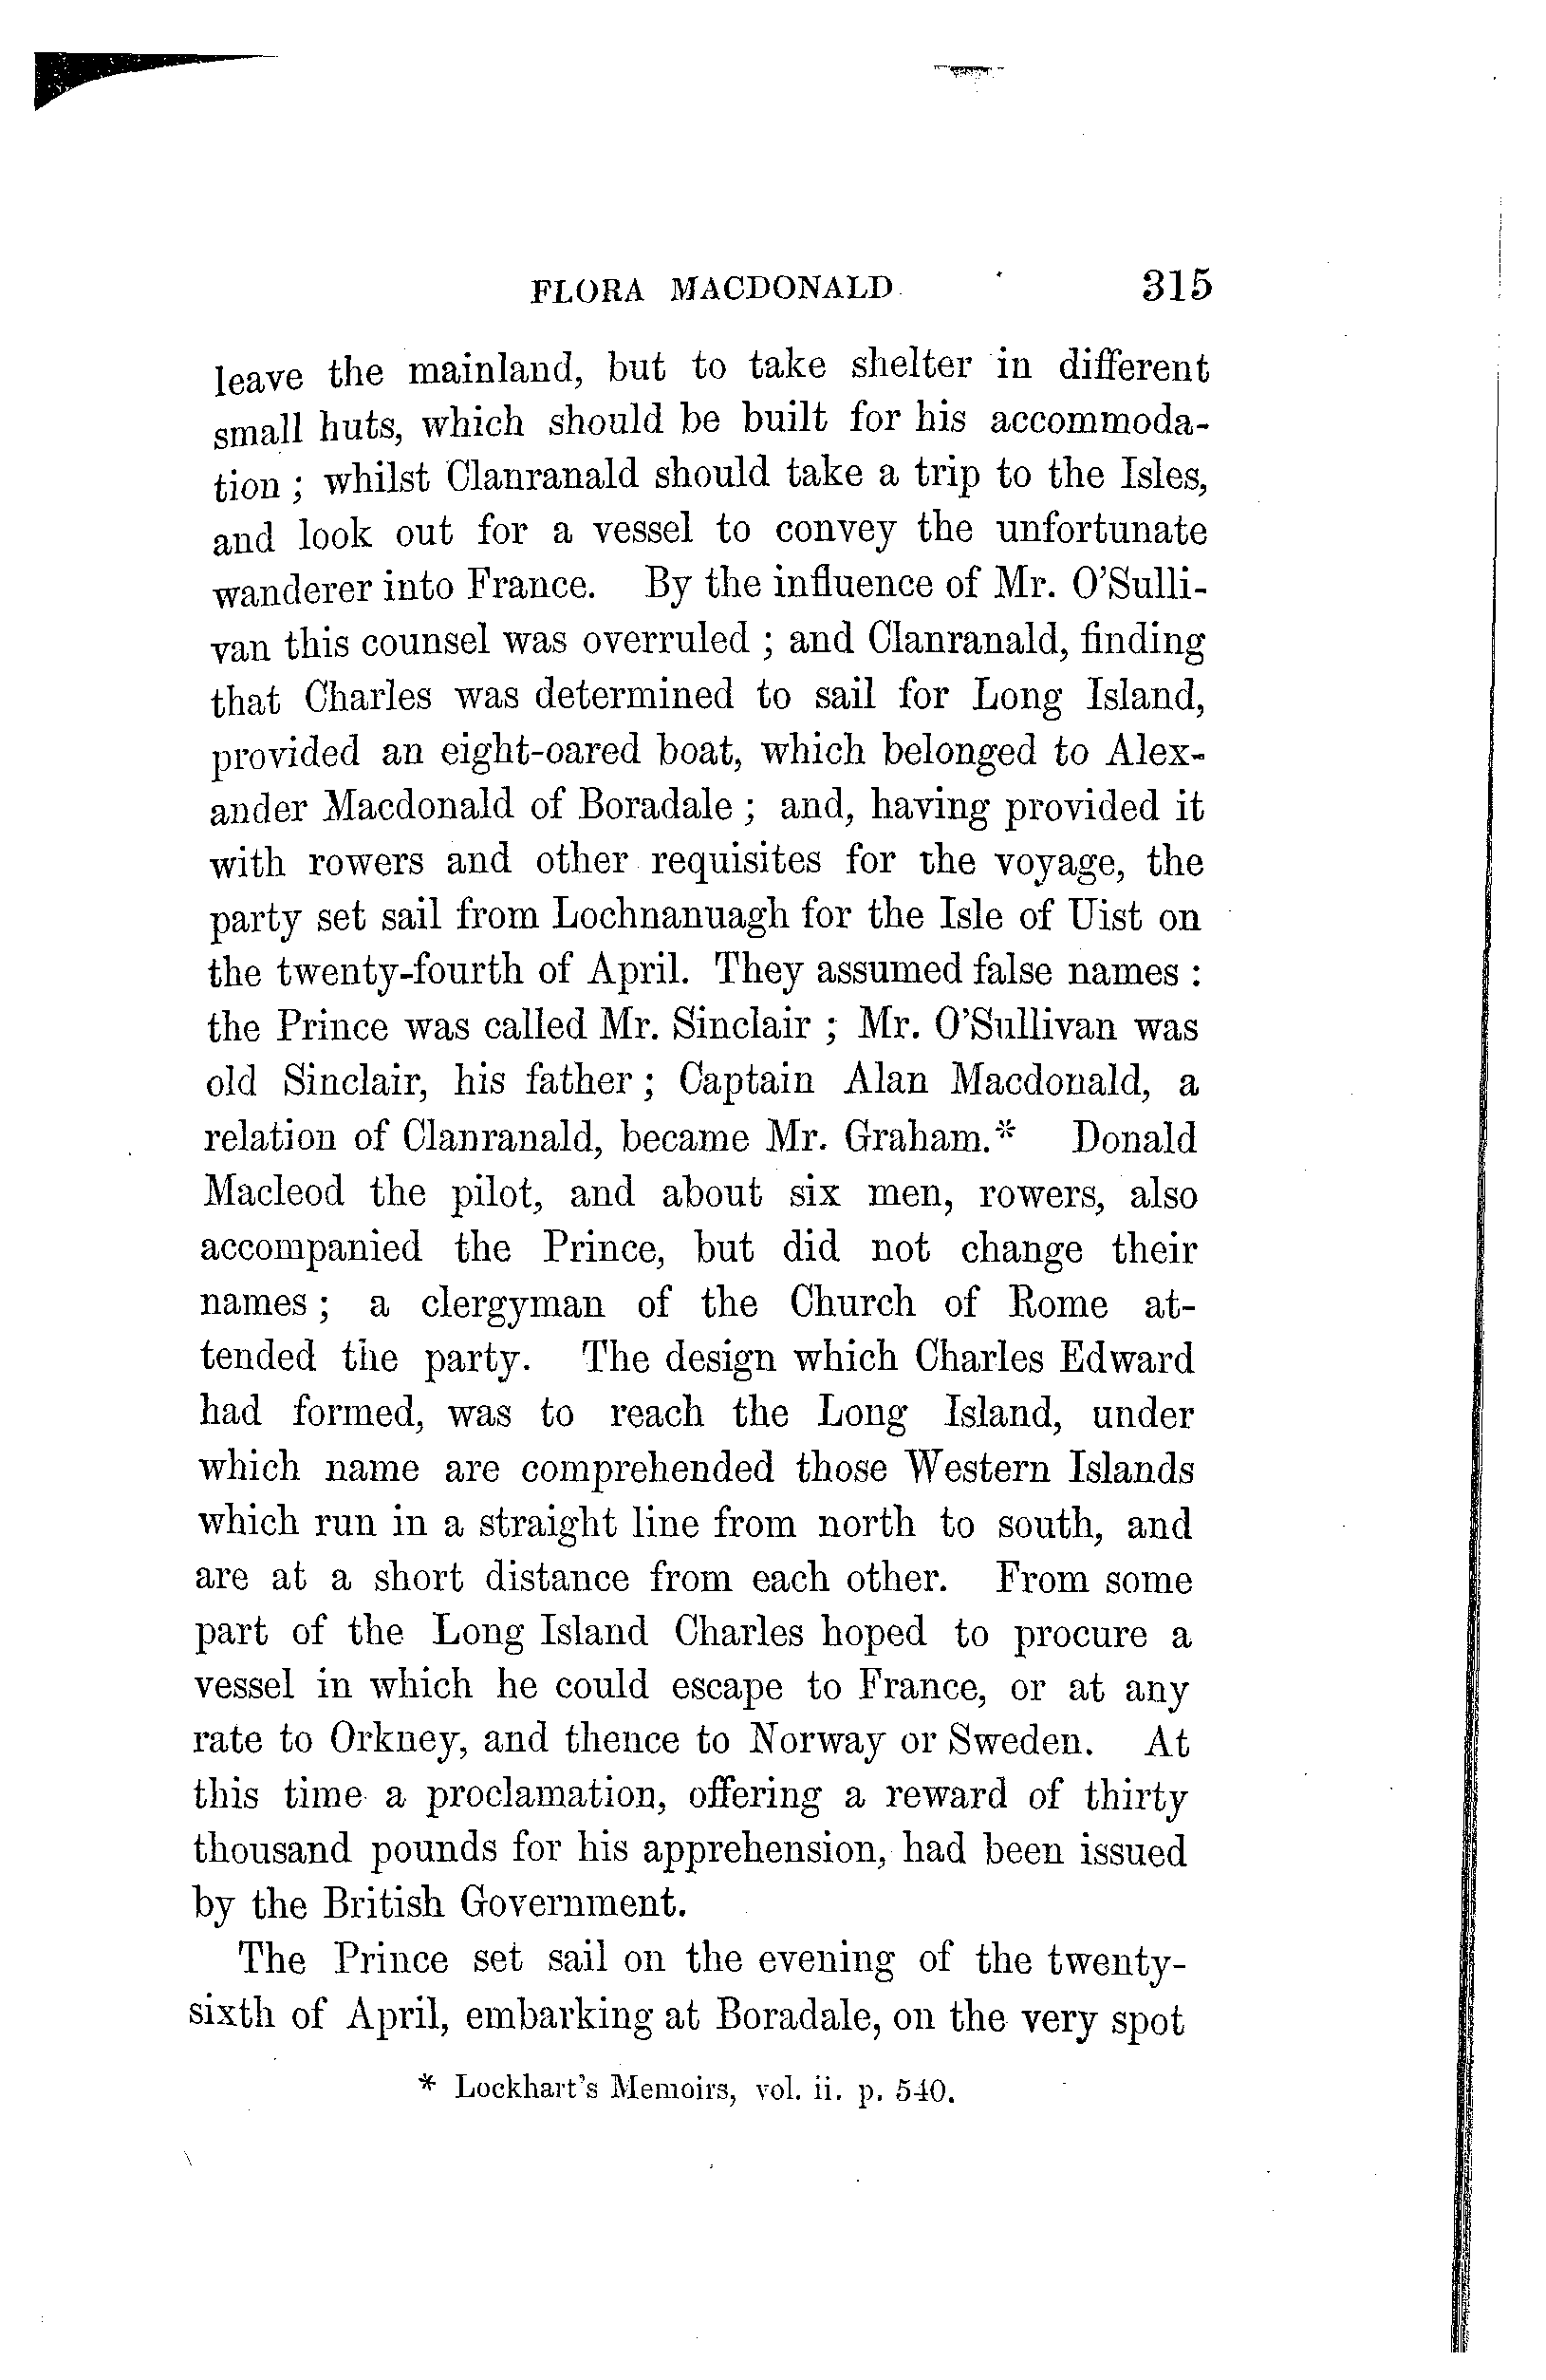 FLORA MACDONALD 315
leave the mainland, but to take shelter in different
small huts, which should be built for his accommoda-
tion ; whilst Clanranald should take a trip to the Isles,
and look out for a vessel to convey the unfortunate
wanderer into France. By the influence of Mr. O'Sulli-
van this counsel was overruled ; and Clanranald, finding
that Charles was determined to sail for Long Island,
provided an eight-oared boat, which belonged to Alex-
ander Macdonald of Boradale ; and, having provided it
with rowers and other requisites for the voyage, the
party set sail from Lochnanuagh for the Isle of Uist on
the twenty-fourth of April. They assumed false names :
the Prince was called Mr. Sinclair ; Mr. O'Sullivan was
old Sinclair, his father ; Captain Alan Macdonald, a
relation of Clanranald, became Mr. Graham.* Donald
Macleod the pilot, and about six men, rowers, also
accompanied the Prince, but did not change their
names ; a clergyman of the Church of Rome at-
tended the party. The design which Charles Edward
had formed, was to reach the Long Island, under
which name are comprehended those Western Islands
which run in a straight line from north to south, and
are at a short distance from each other. From some
part of the Long Island Charles hoped to procure a
vessel in which he could escape to France, or at any
rate to Orkney, and thence to Norway or Sweden. At
this time a proclamation, offering a reward of thirty
thousand pounds for his apprehension, had been issued
by the British Government.
The Prince set sail on the evening of the twenty-
sixth of April, embarking at Boradale, on the very spot
* Lockhart's Memoirs, vol. ii. p. 540.